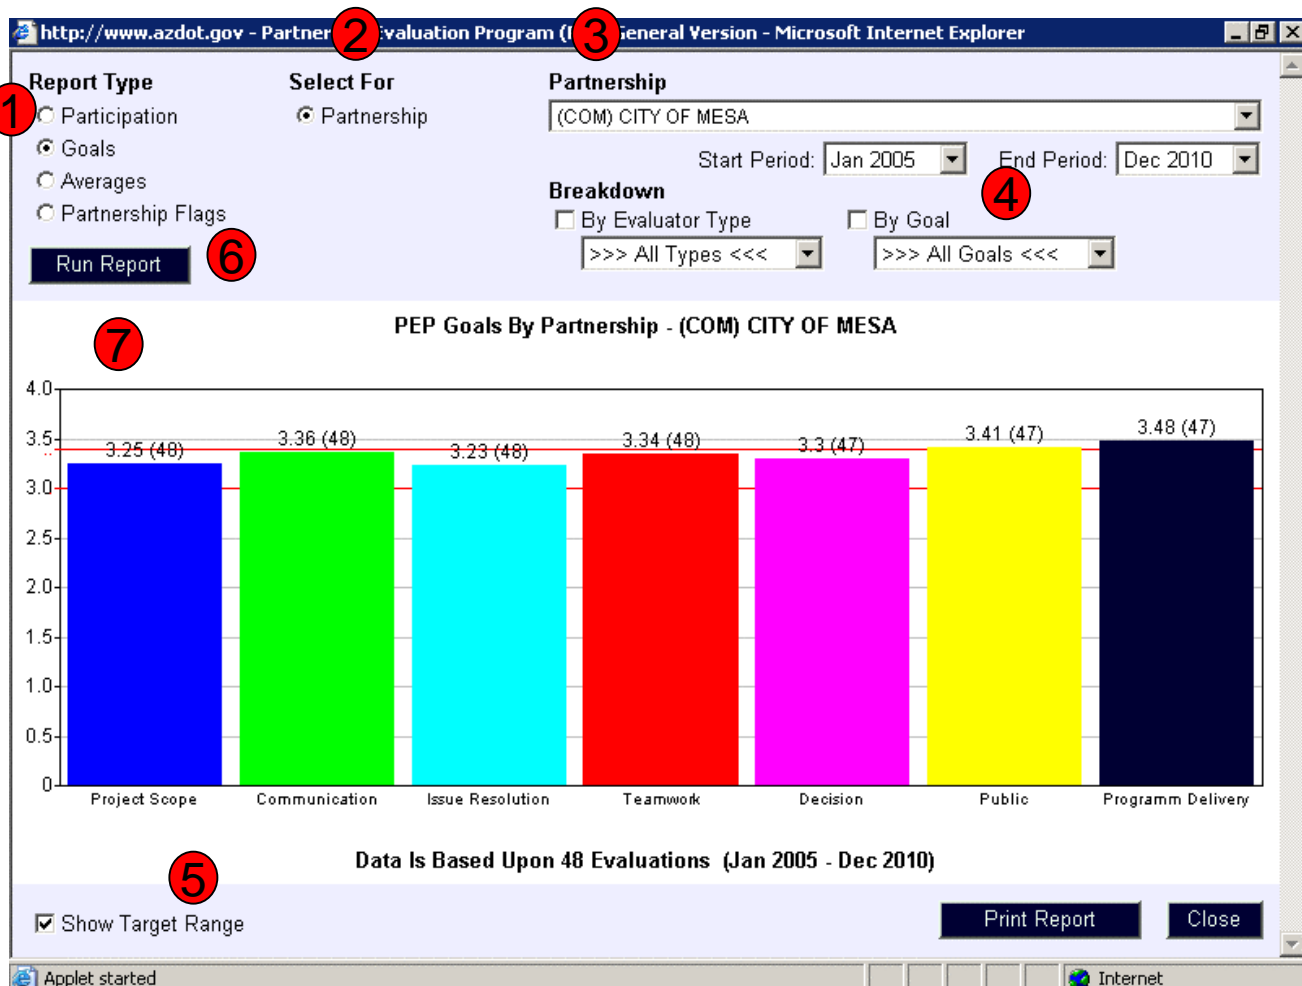 http://www.azdot.gov - Partner 2 valuation Program ( 3 General Version - Microsoft Internet Explorer
Report Type
Select For
Partnership
1
Participation
Partnership
(COM) CITY OF MESA
Goals
Start Period: Jan 2005
End Period: Dec 2010
Averages
Breakdown
4
Partnership Flags
By Evaluator Type
By Goal
Run Report
6
>>> All Types <<<
>>> All Goals <<<
PEP Goals By Partnership - (COM) CITY OF MESA
7
4.0
3.5
3.0
2.5
2.0
1.5
1.0
0.5
0
3.25 (48)
3.36 (48)
3.23 (48)
3.34 (48)
3.3 (47)
3.41 (47)
3.48 (47)
Project Scope
Communication
Issue Resolution
Teamwork
Decision
Public
Programm Delivery
Data Is Based Upon 48 Evaluations (Jan 2005 - Dec 2010)
5
Show Target Range
Print Report
Close
Applet started
Internet